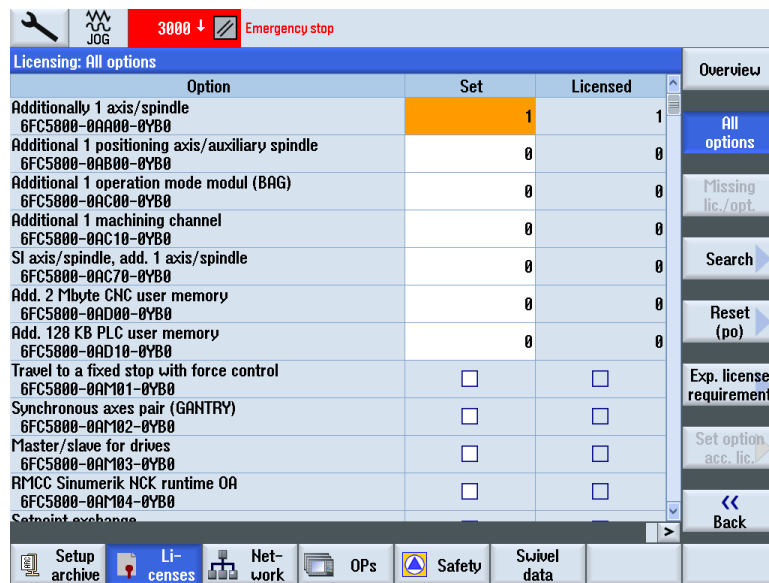 JOG
3000 ↓
Emergency stop
Licensing: All options
Option Set Licensed
Additionally 1 axis/spindle
6FC5800-0AA00-0YB0
1 1
Additional 1 positioning axis/auxiliary spindle
6FC5800-0AB00-0YB0
0 0
Additional 1 operation mode modul (BAG)
6FC5800-0AC00-0YB0
0 0
Additional 1 machining channel
6FC5800-0AC10-0YB0
0 0
SI axis/spindle, add. 1 axis/spindle
6FC5800-0AC70-0YB0
0 0
Add. 2 Mbyte CNC user memory
6FC5800-0AD00-0YB0
0 0
Add. 128 KB PLC user memory
6FC5800-0AD10-0YB0
0 0
Travel to a fixed stop with force control
6FC5800-0AM01-0YB0
Synchronous axes pair (GANTRY)
6FC5800-0AM02-0YB0
Master/slave for drives
6FC5800-0AM03-0YB0
RMCC Sinumerik NCK runtime OA
6FC5800-0AM04-0YB0
Setpoint exchange
Overview
All
options
Missing
lic./opt.
Search
Reset
(po)
Exp. license
requirement
Set option
acc. lic.
<<
Back
Setup
archive
Li-
censes
Net-
work
OPs
Safety
Swivel
data